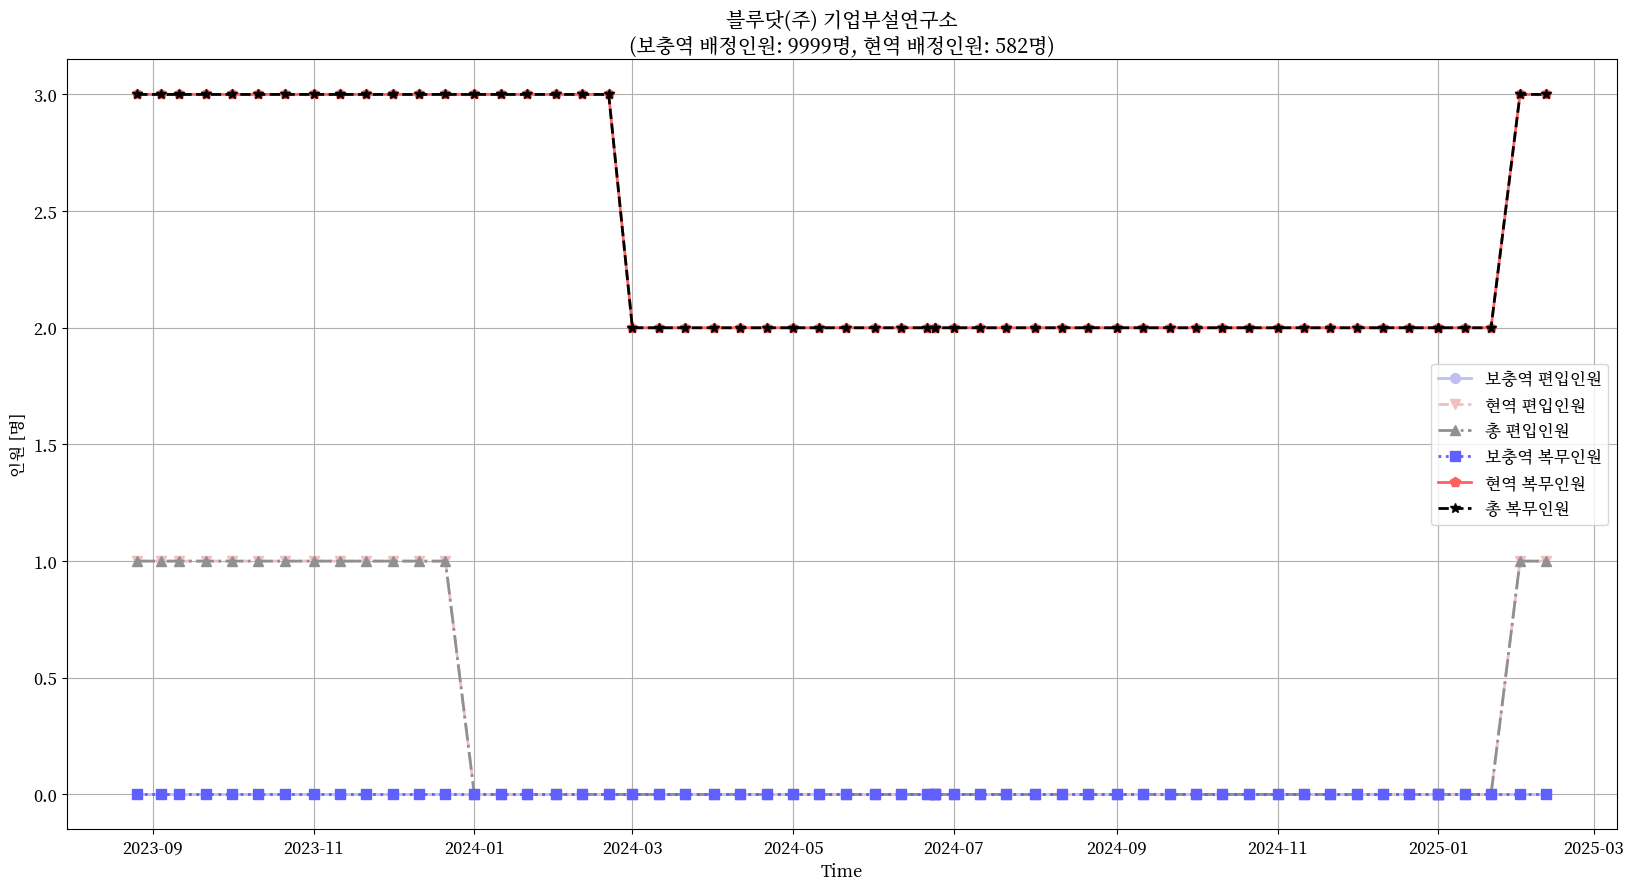 블루닷(주) 기업부설연구소
(보충역 배정인원: 9999명, 현역 배정인원: 582명)
3.0
2.5
2.0
1.5
1.0
0.5
0.0
인원 [명]
보충역 편입인원
현역 편입인원
총 편입인원
보충역 복무인원
현역 복무인원
총 복무인원
2023-09 2023-11 2024-01 2024-03 2024-05 2024-07 2024-09 2024-11 2025-01 2025-03
Time